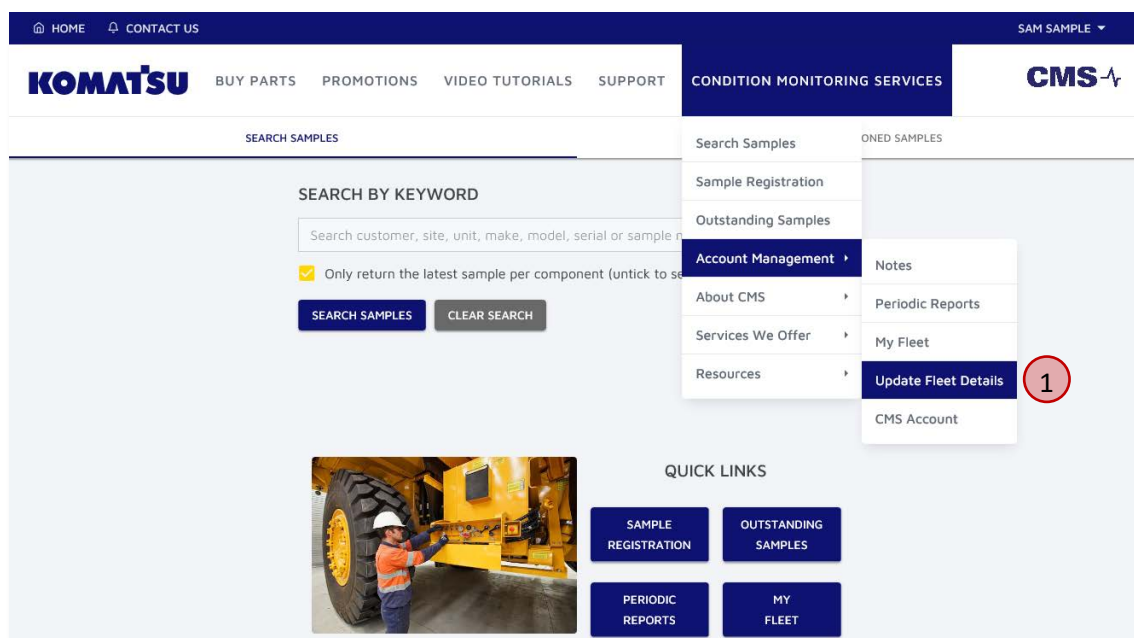 HOME CONTACT US SAM SAMPLE
KOMATSU BUY PARTS PROMOTIONS VIDEO TUTORIALS SUPPORT CONDITION MONITORING SERVICES CMS
SEARCH SAMPLES ONED SAMPLES
Search Samples
Sample Registration
Outstanding Samples
Account Management
About CMS
Services We Offer
Resources
Notes
Periodic Reports
My Fleet
Update Fleet Details 1
CMS Account
SEARCH BY KEYWORD
Search customer, site, unit, make, model, serial or sample
Only return the latest sample per component (untick to se
SEARCH SAMPLES CLEAR SEARCH
QUICK LINKS
SAMPLE
REGISTRATION
OUTSTANDING
SAMPLES
PERIODIC
REPORTS
MY
FLEET